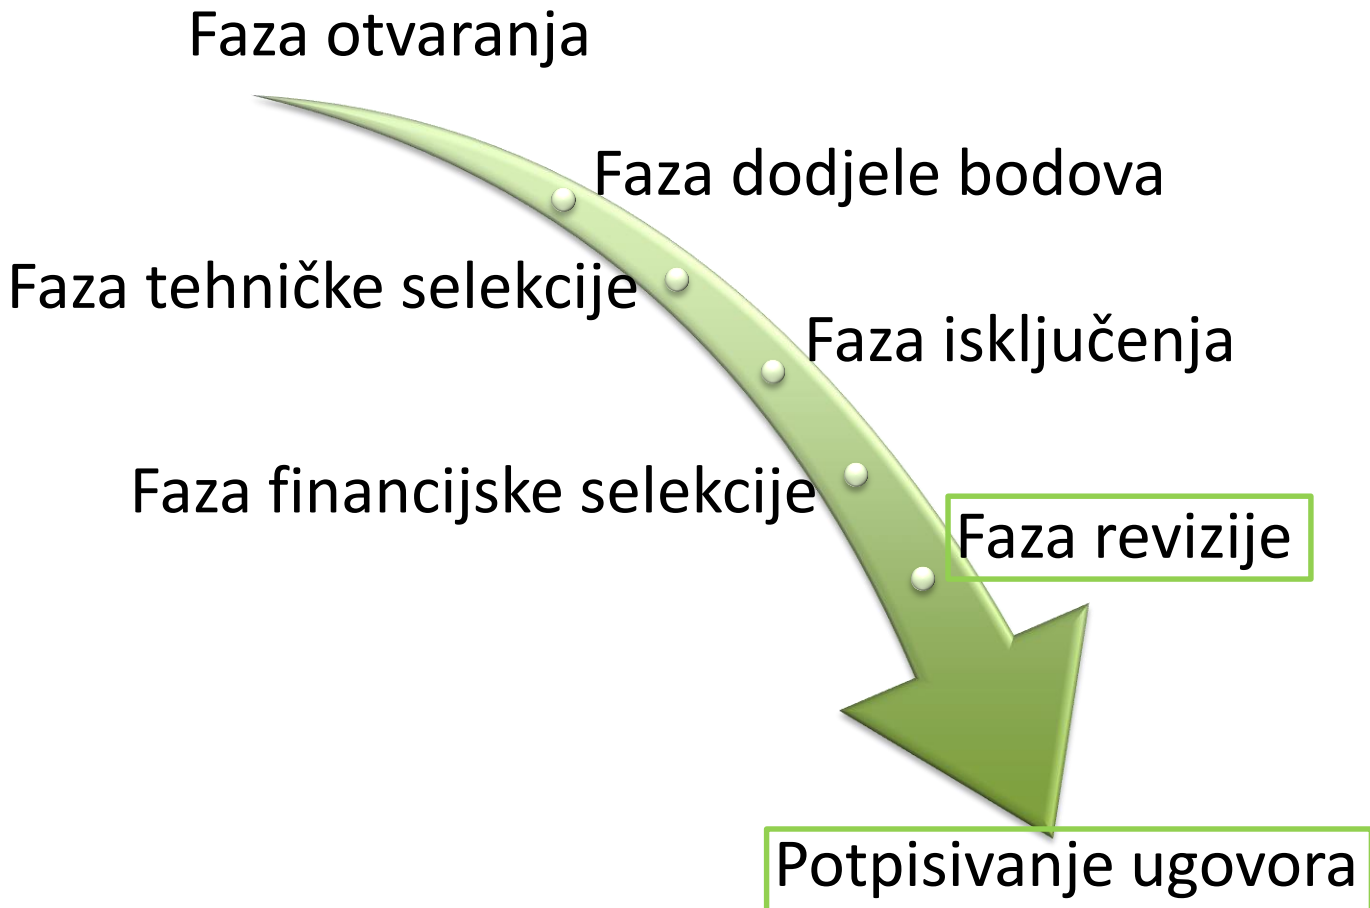 Faza otvaranja
Faza dodjele bodova
Faza tehničke selekcije
Faza isključenja
Faza financijske selekcije
Faza revizije
Potpisivanje ugovora